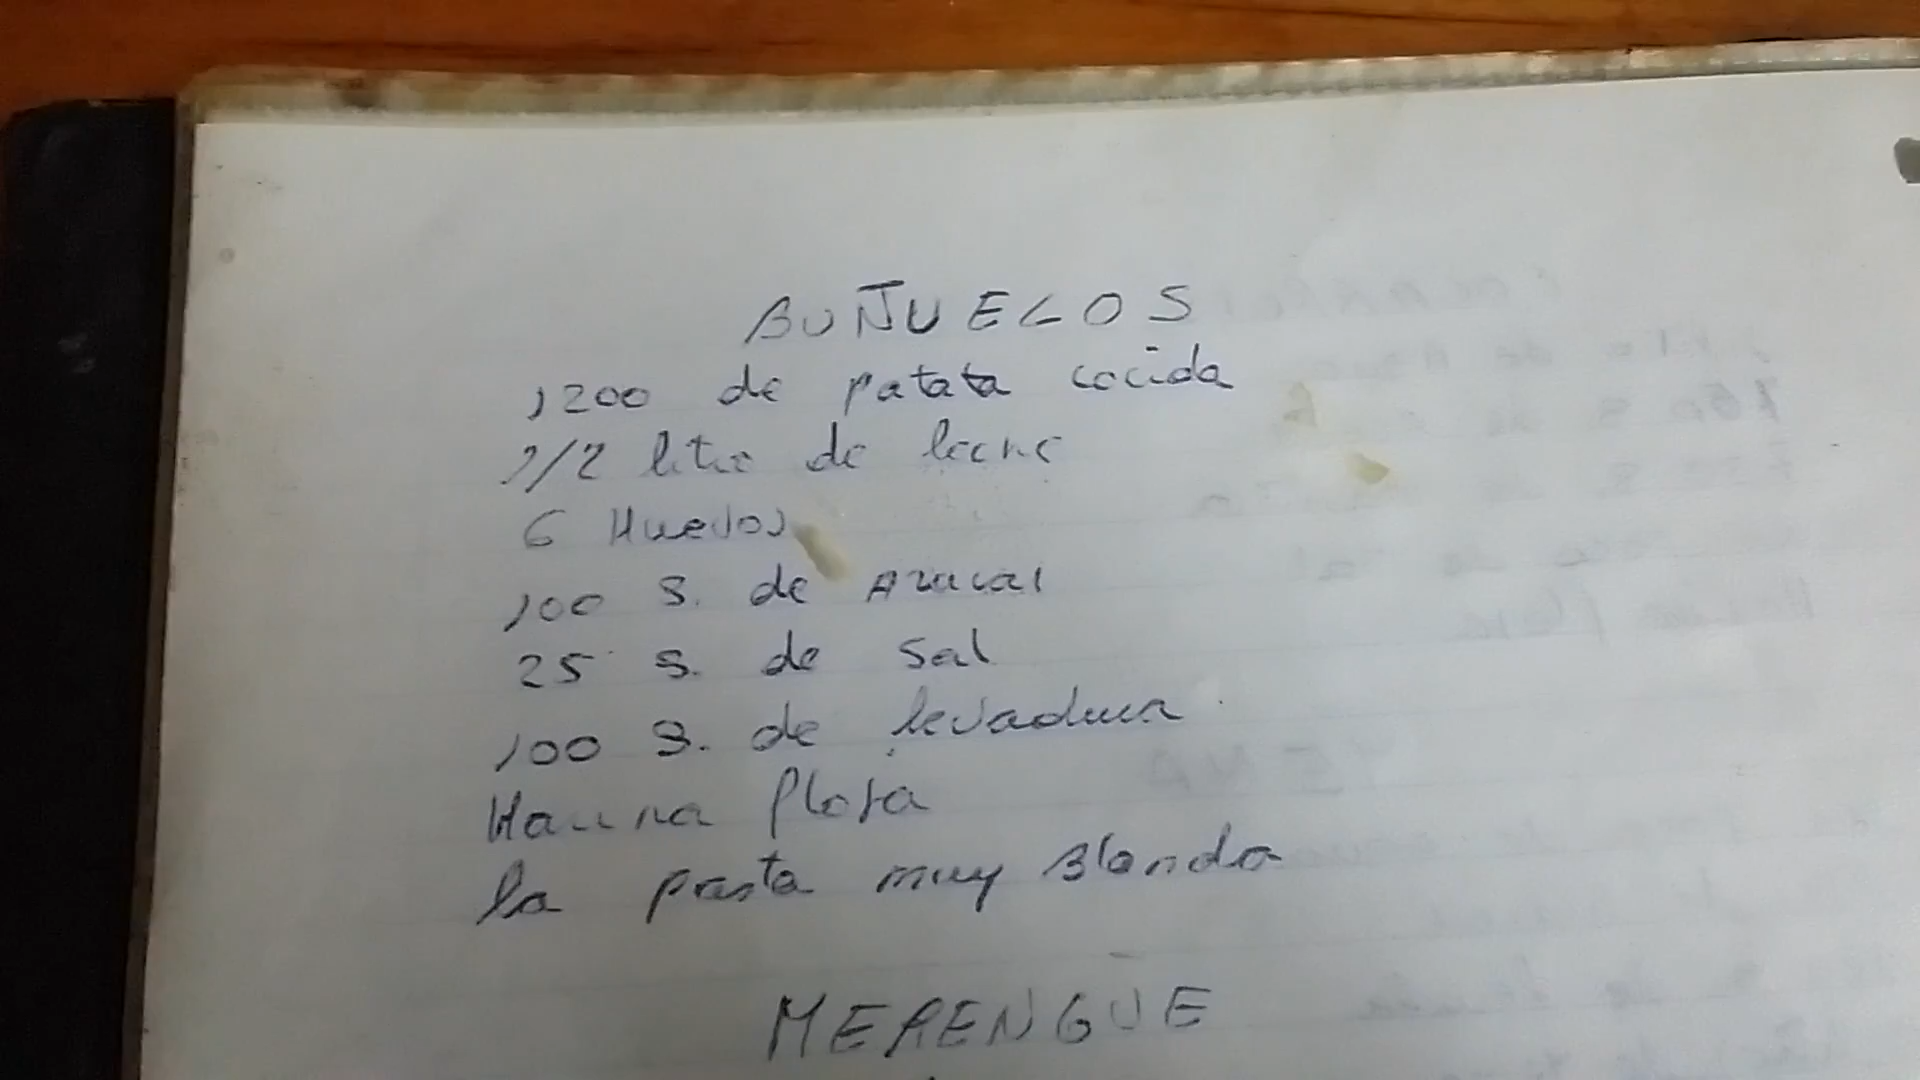 BUÑUELOS
1200 de patata cocida
1/2 litro de leche
6 Huevos
100 g. de Azucar
25 g. de sal
100 g. de levadura
Harina floja
la pasta muy Blanda
MERENGUE